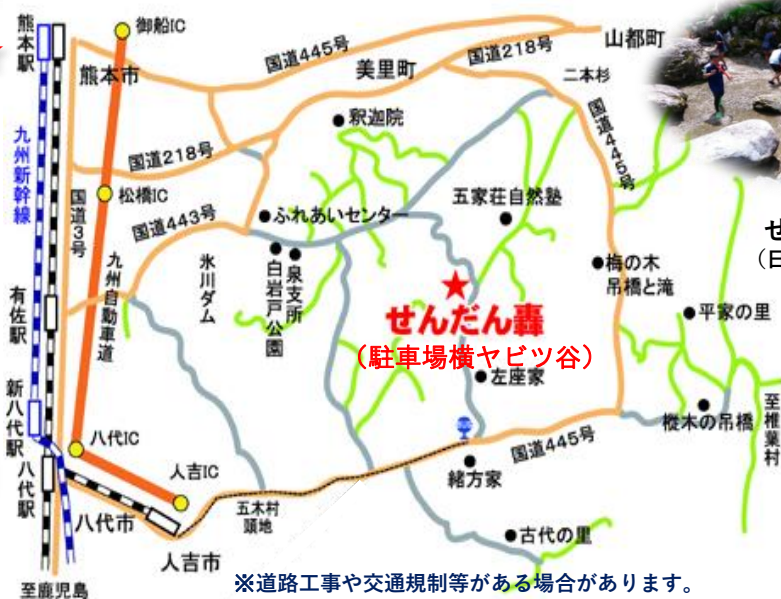 熊本駅
御船IC
国道445号
国道218号
山都町
熊本市
美里町
二本杉
釈迦院
九州新幹線
国道218号
国道445号
松橋IC
国道3号
五家荘自然塾
ふれあいセンター
国道443号
九州自動車道
氷川ダム
白岩戸公園
泉支所
梅の木
吊橋と滝
せ
(日
有佐駅
せんだん轟
(駐車場横ヤビツ谷)
平家の里
左座家
新八代駅
樅木の吊橋
至椎葉村
八代IC
国道445号
八代駅
人吉IC
緒方家
五木村
頭地
八代市
古代の里
人吉市
至鹿児島
※道路工事や交通規制等がある場合があります。